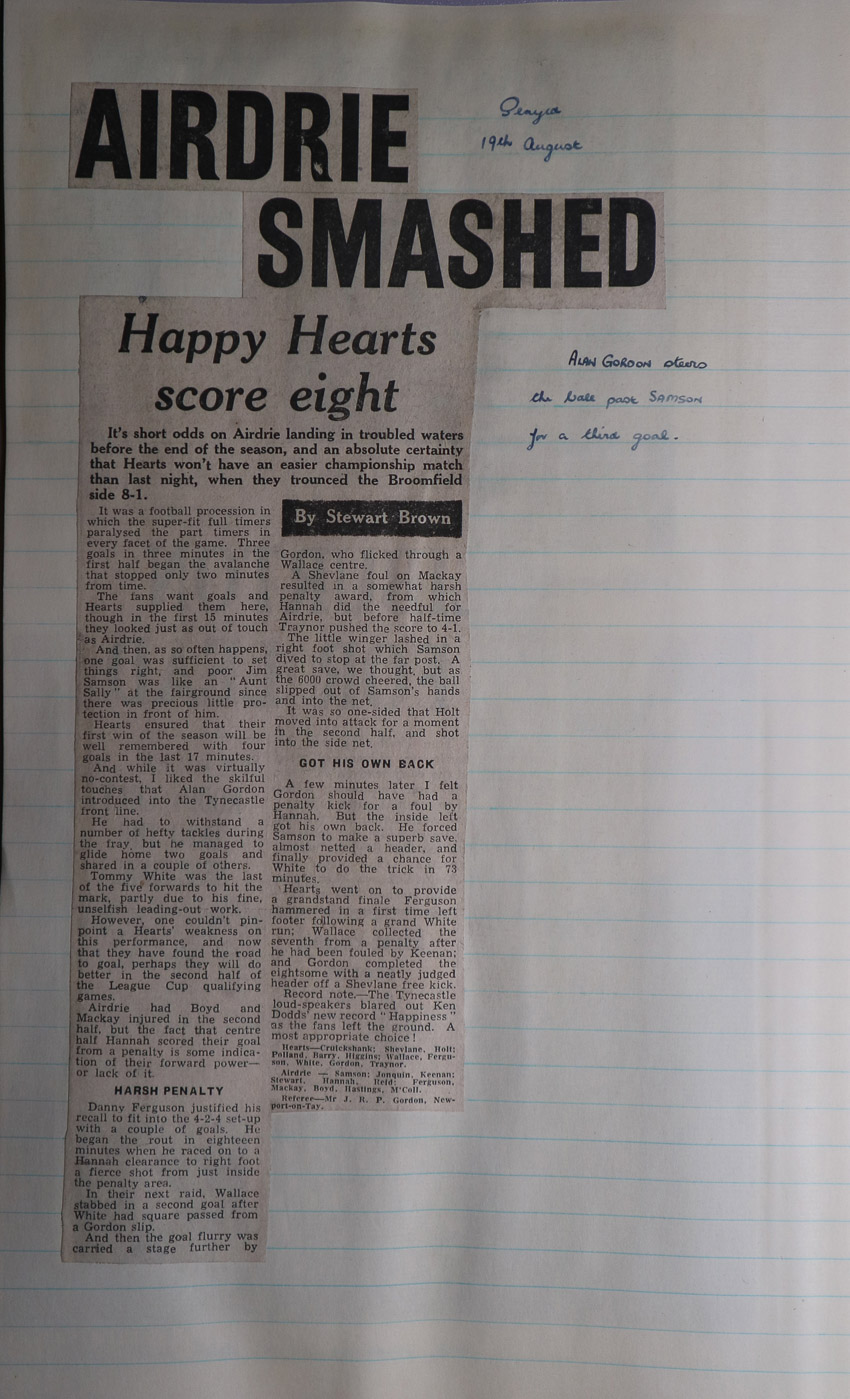 AIRDRIE
19th August
SMASHED
Happy Hearts
score eight
ALAN GORDON steers
the ball past SAMSON
for a third goal.
It's short odds on Airdrie landing in troubled waters
before the end of the season, and an absolute certainty
that Hearts won't have an easier championship match
than last night, when they trounced the Broomfield
side 8-1.
It was a football procession in
which the super-fit full timers
paralysed the part timers in
every facet of the game. Three
goals in three minutes in the
first half began the avalanche
that stopped only two minutes
from time.
The fans want goals and
Hearts supplied them here,
though in the first 15 minutes
they looked just as out of touch
as Airdrie.
And then, as so often happens,
one goal was sufficient to set
things right, and poor Jim
Samson was like an "Aunt
Sally" at the fairground since
there was precious little pro-
tection in front of him.
Hearts ensured that their
first win of the season will be
well remembered with four
goals in the last 17 minutes.
And while it was virtually
no-contest, I liked the skilful
touches that Alan Gordon
introduced into the Tynecastle
front line.
He had to withstand a
number of hefty tackles during
the fray, but he managed to
glide home two goals and
shared in a couple of others.
Tommy White was the last
of the five forwards to hit the
mark, partly due to his fine,
unselfish leading-out work.
However, one couldn't pin-
point a Hearts' weakness on
this performance, and now
that they have found the road
to goal, perhaps they will do
better in the second half of
the League Cup qualifying
games.
Airdrie had Boyd and
Mackay injured in the second
half, but the fact that centre
half Hannah scored their goal
from a penalty is some indica-
tion of their forward power—
or lack of it.
HARSH PENALTY
Danny Ferguson justified his
recall to fit into the 4-2-4 set-up
with a couple of goals. He
began the rout in eighteeen
minutes when he raced on to a
Hannah clearance to right foot
a fierce shot from just inside
the penalty area.
In their next raid, Wallace
stabbed in a second goal after
White had square passed from
a Gordon slip.
And then the goal flurry was
carried a stage further by
By Stewart Brown
Gordon, who flicked through a
Wallace centre.
A Shevlane foul on Mackay
resulted in a somewhat harsh
penalty award, from which
Hannah did the needful for
Airdrie, but before half-time
Traynor pushed the score to 4-1.
The little winger lashed in a
right foot shot which Samson
dived to stop at the far post. A
great save, we thought, but as
the 6000 crowd cheered, the ball
slipped out of Samson's hands
and into the net.
It was so one-sided that Holt
moved into attack for a moment
in the second half, and shot
into the side net.
GOT HIS OWN BACK
A few minutes later I felt
Gordon should have had a
penalty kick for a foul by
Hannah. But the inside left
got his own back. He forced
Samson to make a superb save,
almost netted a header, and
finally provided a chance for
White to do the trick in 73
minutes.
Hearts went on to provide
a grandstand finale Ferguson
hammered in a first time left
footer following a grand White
run; Wallace collected the
seventh from a penalty after
he had been fouled by Keenan;
and Gordon completed the
eightsome with a neatly judged
header off a Shevlane free kick.
Record note.—The Tynecastle
loud-speakers blared out Ken
Dodds' new record "Happiness"
as the fans left the ground. A
most appropriate choice!
Hearts—Cruickshank; Shevlane, Holt;
Polland, Barry, Higgins; Wallace, Fergu-
son, White, Gordon, Traynor.
Airdrie — Samson; Jonquin, Keenan;
Stewart, Hannah, Reid; Ferguson,
Mackay, Boyd, Hastings, M'Coll.
Referee—Mr J. R. P. Gordon, New-
port-on-Tay.